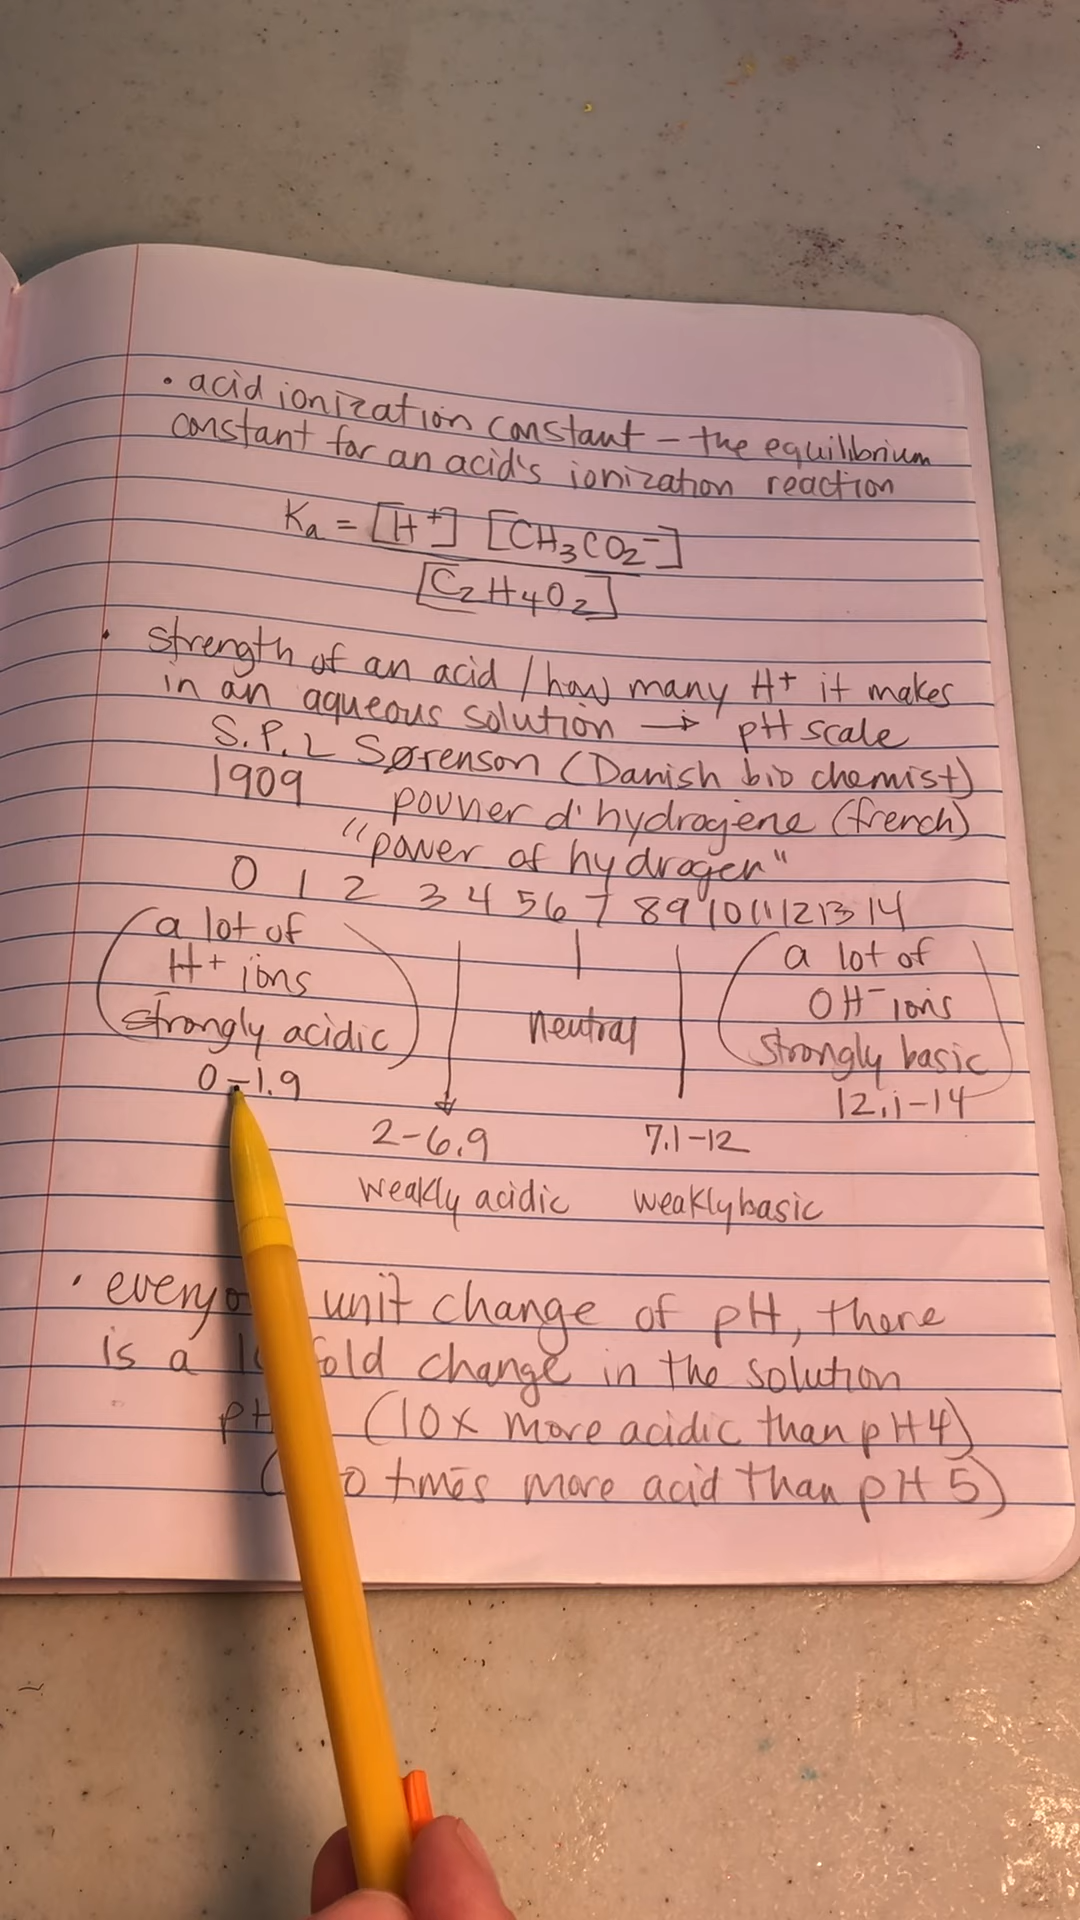 • acid ionization constant – the equilibrium
constant for an acid's ionization reaction
Ka = [H+] [CH3CO2-]
[C2H4O2]
• strength of an acid / how many H+ it makes
in an aqueous solution → pH scale
S.P.L Sørenson (Danish bio chemist)
1909 pouver d'hydrogène (french)
"power of hydrogen"
0 1 2 3 4 5 6 7 8 9 10 11 12 13 14
a lot of
H+ ions
strongly acidic
0-1.9
neutral
a lot of
OH- ions
strongly basic
12.1-14
2-6.9 7.1-12
weakly acidic weakly basic
• every unit change of pH, there
is a fold change in the solution
pH (10x more acidic than pH 4)
times more acid than pH 5)